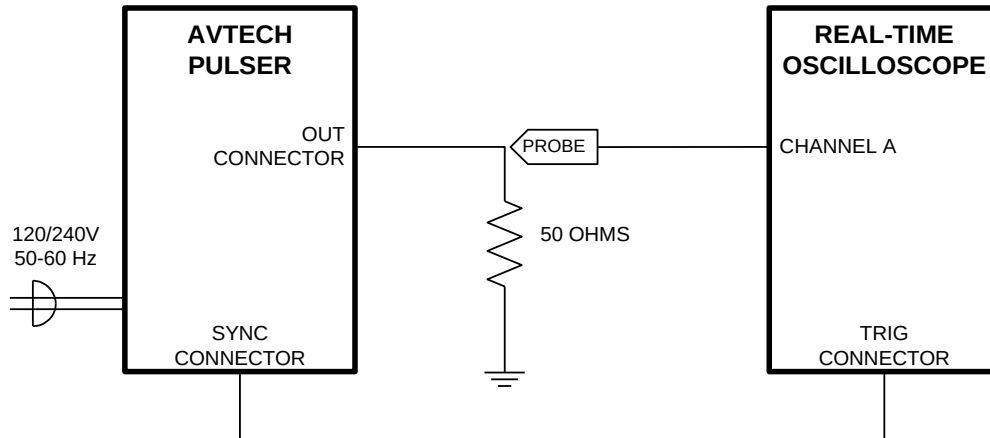 AVTECH
PULSER
REAL-TIME
OSCILLOSCOPE
OUT
CONNECTOR
PROBE
CHANNEL A
120/240V
50-60 Hz
50 OHMS
SYNC
CONNECTOR
TRIG
CONNECTOR